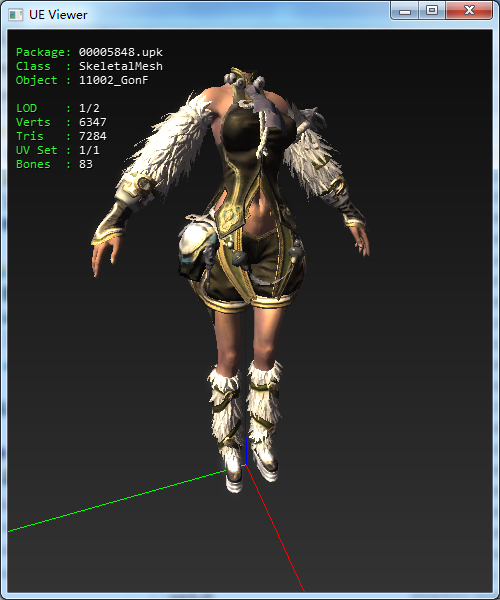 UE Viewer
Package: 00005848.upk
Class : SkeletalMesh
Object : 11002_GonF
LOD : 1/2
Verts : 6347
Tris : 7284
UV Set : 1/1
Bones : 83